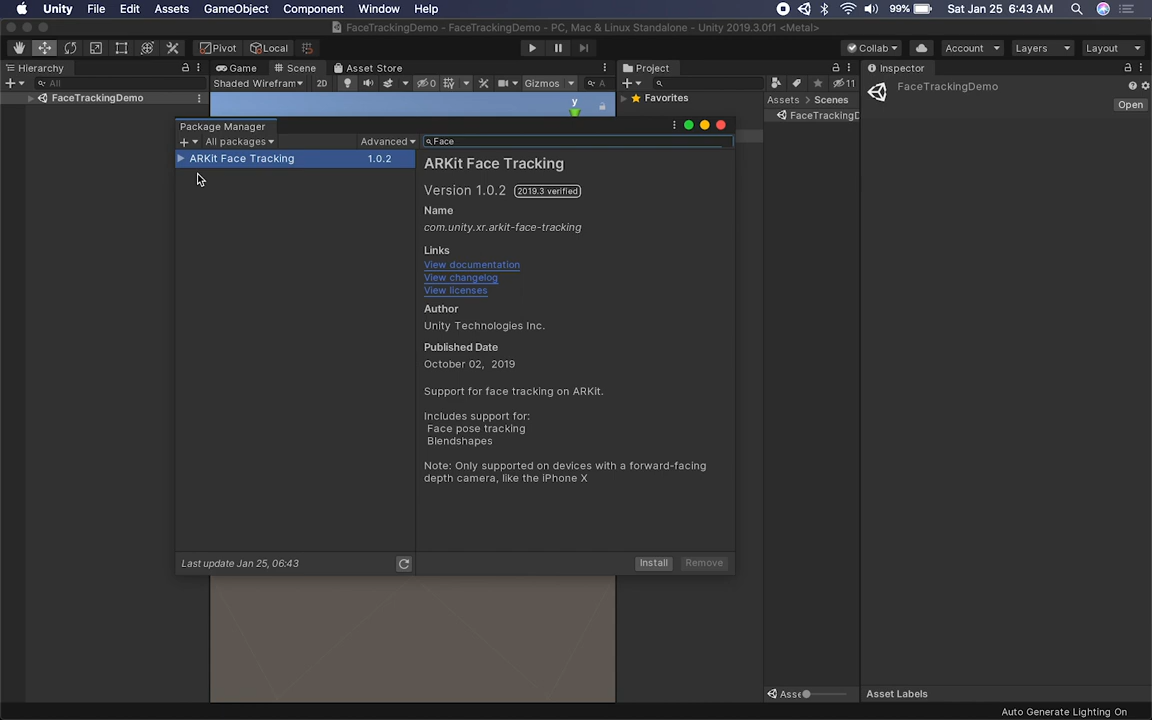 Unity File Edit Assets GameObject Component Window Help 99% Sat Jan 25 6:43 AM
FaceTrackingDemo - FaceTrackingDemo - PC, Mac & Linux Standalone - Unity 2019.3.0f1 <Metal>
Pivot Local Collab Account Layers Layout
Hierarchy Game Scene Asset Store Project Inspector
All Shaded Wireframe 2D 0 Gizmos A 11
FaceTrackingDemo y Favorites Assets > Scenes FaceTrackingDemo
FaceTrackingD Open
Package Manager
+ All packages Advanced Face
ARKit Face Tracking 1.0.2
ARKit Face Tracking
Version 1.0.2 2019.3 verified
Name
com.unity.xr.arkit-face-tracking
Links
View documentation
View changelog
View licenses
Author
Unity Technologies Inc.
Published Date
October 02, 2019
Support for face tracking on ARKit.
Includes support for:
Face pose tracking
Blendshapes
Note: Only supported on devices with a forward-facing
depth camera, like the iPhone X
Last update Jan 25, 06:43 Install Remove
Asse Asset Labels
Auto Generate Lighting On